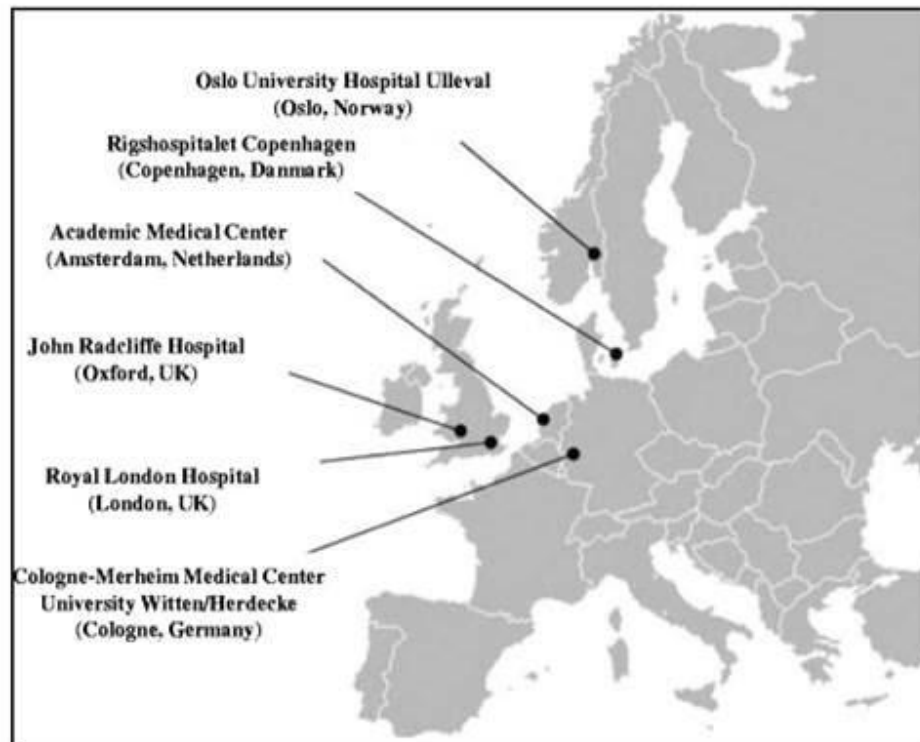 Oslo University Hospital Ulleval
(Oslo, Norway)
Rigshospitalet Copenhagen
(Copenhagen, Danmark)
Academic Medical Center
(Amsterdam, Netherlands)
John Radcliffe Hospital
(Oxford, UK)
Royal London Hospital
(London, UK)
Cologne-Merheim Medical Center
University Witten/Herdecke
(Cologne, Germany)